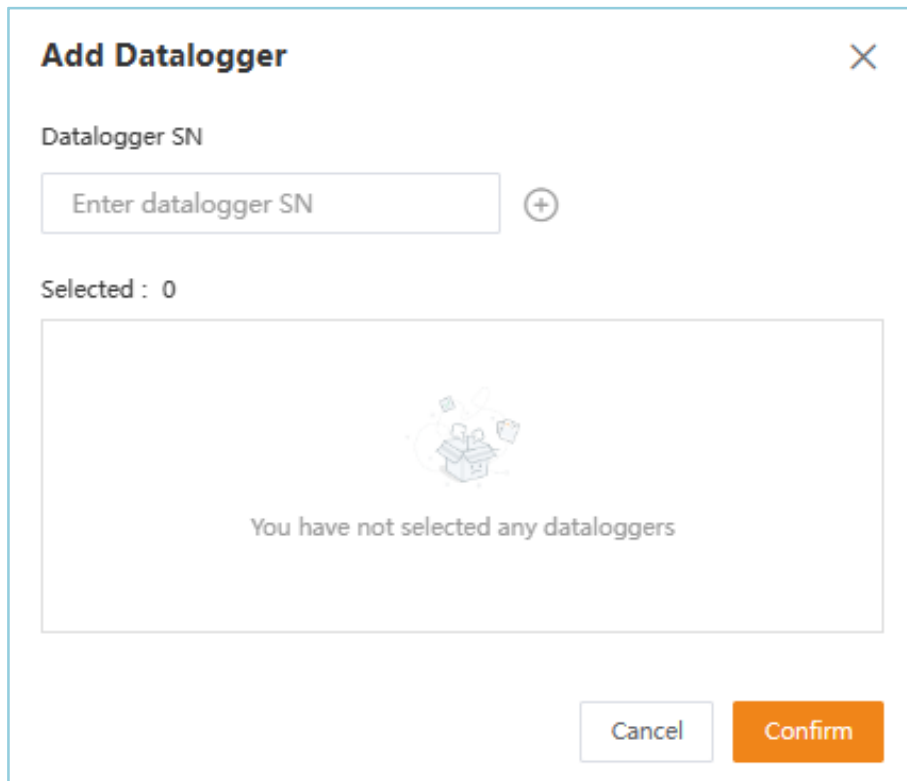 Add Datalogger
Datalogger SN
Enter datalogger SN
Selected : 0
You have not selected any dataloggers
Cancel Confirm